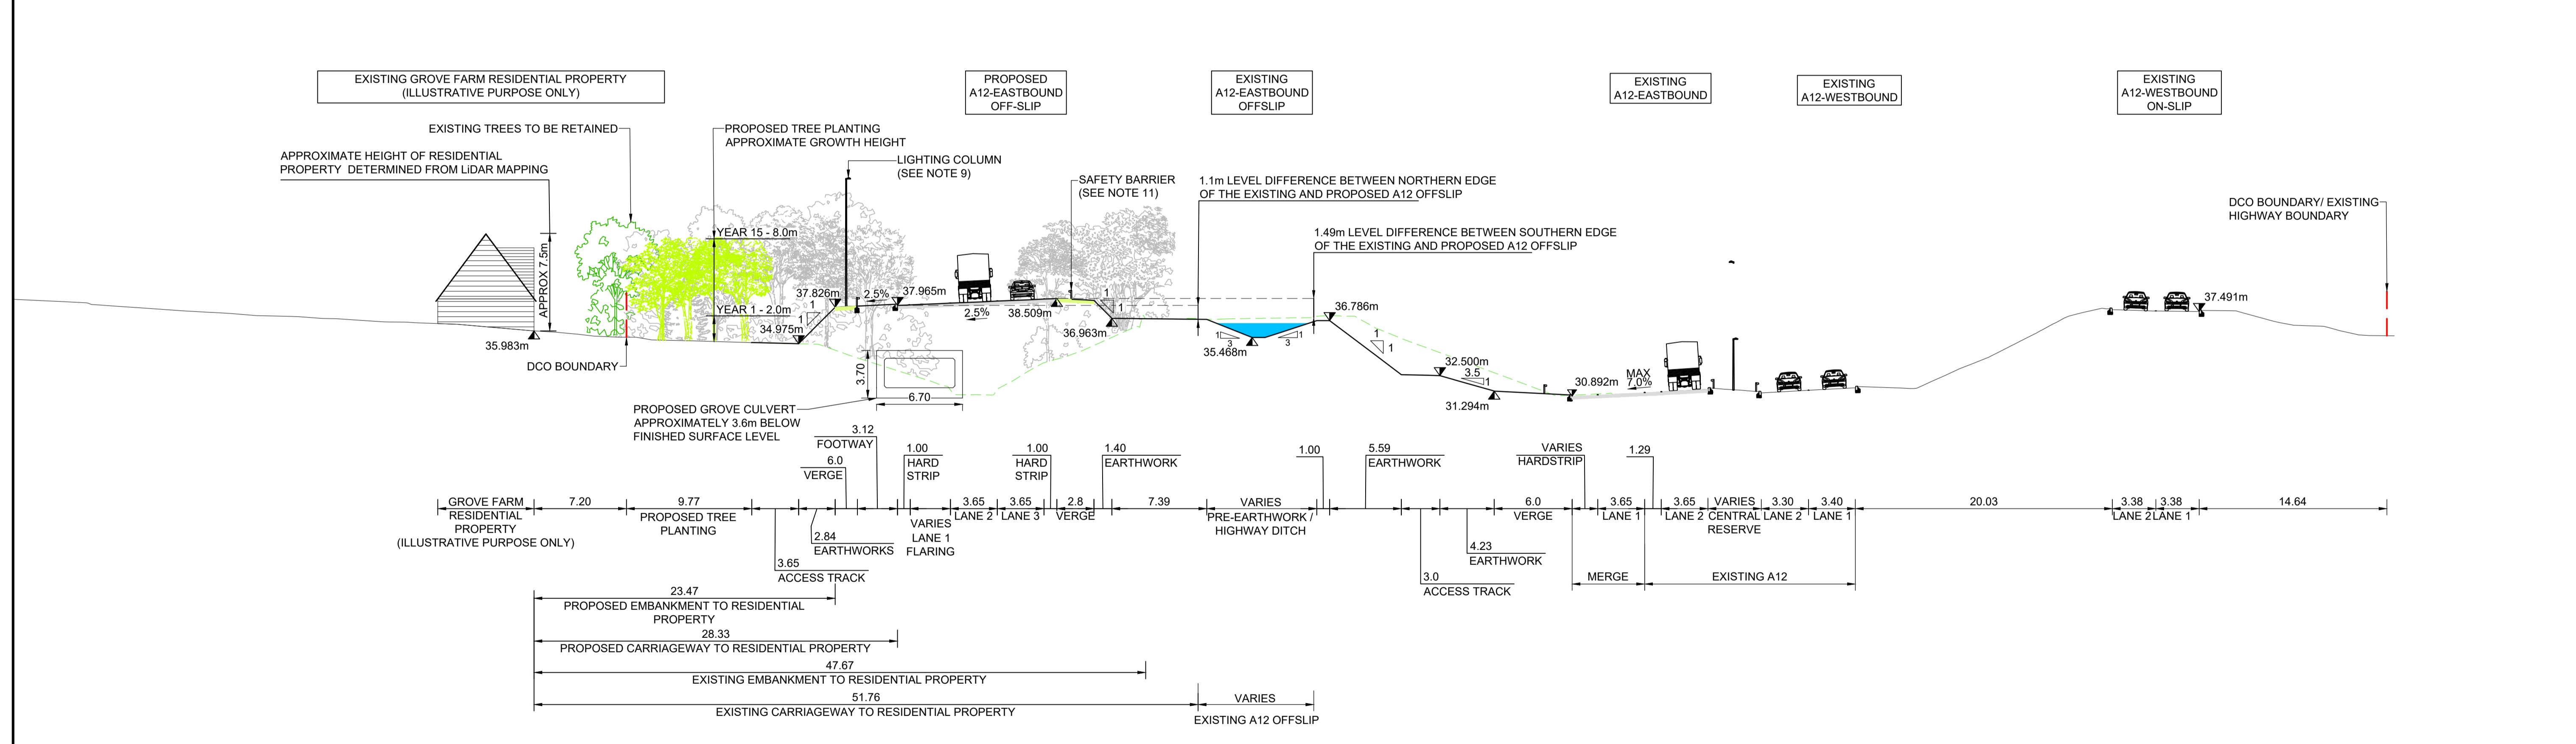 EXISTING GROVE FARM RESIDENTIAL PROPERTY
(ILLUSTRATIVE PURPOSE ONLY)
PROPOSED
A12-EASTBOUND
OFF-SLIP
EXISTING
A12-EASTBOUND
OFFSLIP
EXISTING
A12-EASTBOUND
EXISTING
A12-WESTBOUND
EXISTING
A12-WESTBOUND
ON-SLIP
EXISTING TREES TO BE RETAINED
PROPOSED TREE PLANTING
APPROXIMATE GROWTH HEIGHT
APPROXIMATE HEIGHT OF RESIDENTIAL
PROPERTY DETERMINED FROM LiDAR MAPPING
LIGHTING COLUMN
(SEE NOTE 9)
SAFETY BARRIER
(SEE NOTE 11)
1.1m LEVEL DIFFERENCE BETWEEN NORTHERN EDGE
OF THE EXISTING AND PROPOSED A12 OFFSLIP
1.49m LEVEL DIFFERENCE BETWEEN SOUTHERN EDGE
OF THE EXISTING AND PROPOSED A12 OFFSLIP
DCO BOUNDARY/ EXISTING
HIGHWAY BOUNDARY
APPROX 7.5m
YEAR 15 - 8.0m
YEAR 1 - 2.0m
35.983m
DCO BOUNDARY
34.975m
1
1
37.826m
2.5%
37.965m
2.5%
38.509m
1
1
36.963m
1
3
35.468m
3
1
36.786m
1
1
32.500m
3.5
1
31.294m
30.892m
MAX
7.0%
37.491m
3.70
6.70
PROPOSED GROVE CULVERT
APPROXIMATELY 3.6m BELOW
FINISHED SURFACE LEVEL
6.0
VERGE
3.12
FOOTWAY
1.00
HARD
STRIP
1.00
HARD
STRIP
1.40
EARTHWORK
1.00
5.59
EARTHWORK
VARIES
HARDSTRIP
1.29
GROVE FARM
RESIDENTIAL
PROPERTY
(ILLUSTRATIVE PURPOSE ONLY)
7.20
9.77
PROPOSED TREE
PLANTING
3.65
ACCESS TRACK
2.84
EARTHWORKS
VARIES
LANE 1
FLARING
3.65
LANE 2
3.65
LANE 3
2.8
VERGE
7.39
VARIES
PRE-EARTHWORK /
HIGHWAY DITCH
3.0
ACCESS TRACK
4.23
EARTHWORK
6.0
VERGE
3.65
LANE 1
3.65
LANE 2
VARIES
CENTRAL
RESERVE
3.30
LANE 2
3.40
LANE 1
20.03
3.38
LANE 2
3.38
LANE 1
14.64
MERGE
EXISTING A12
23.47
PROPOSED EMBANKMENT TO RESIDENTIAL
PROPERTY
28.33
PROPOSED CARRIAGEWAY TO RESIDENTIAL PROPERTY
47.67
EXISTING EMBANKMENT TO RESIDENTIAL PROPERTY
51.76
EXISTING CARRIAGEWAY TO RESIDENTIAL PROPERTY
VARIES
EXISTING A12 OFFSLIP